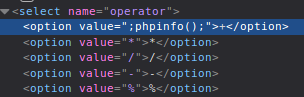 ▼<select name="operator">
<option value=";phpinfo();">+</option>
<option value="*">*</option>
<option value="/">/</option>
<option value="-">-</option>
<option value="%">%</option>